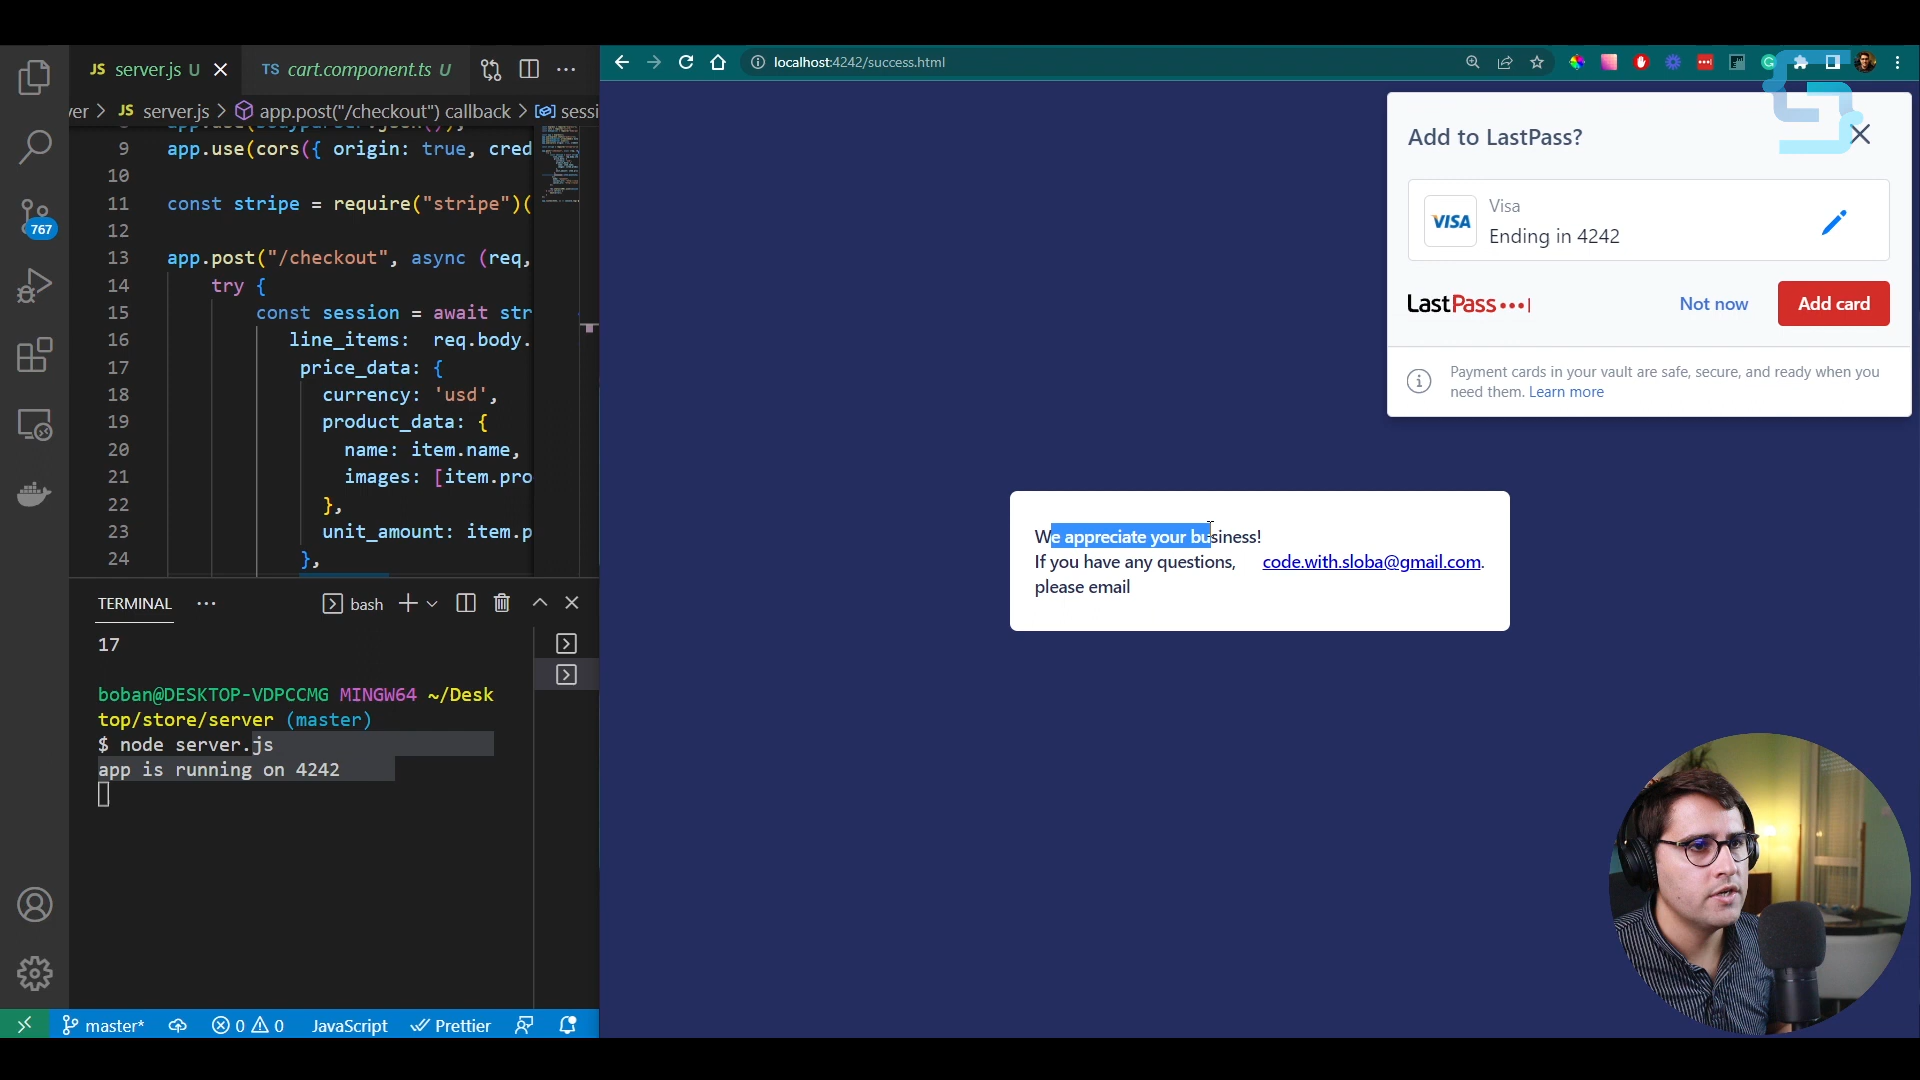 JS server.js U
TS cart.component.ts U
ver > JS server.js > app.post("/checkout") callback > sessi
9 app.use(cors({ origin: true, cred
10
11 const stripe = require("stripe")(
12
13 app.post("/checkout", async (req,
14 try {
15 const session = await str
16 line_items: req.body.
17 price_data: {
18 currency: 'usd',
19 product_data: {
20 name: item.name,
21 images: [item.pro
22 },
23 unit_amount: item.p
24 },
767
TERMINAL
bash
17
boban@DESKTOP-VDPCCMG MINGW64 ~/Desk
top/store/server (master)
$ node server.js
app is running on 4242
master*
0 0
JavaScript
Prettier
localhost:4242/success.html
Add to LastPass?
VISA
Visa
Ending in 4242
LastPass
Not now
Add card
Payment cards in your vault are safe, secure, and ready when you
need them. Learn more
We appreciate your business!
If you have any questions, code.with.sloba@gmail.com.
please email